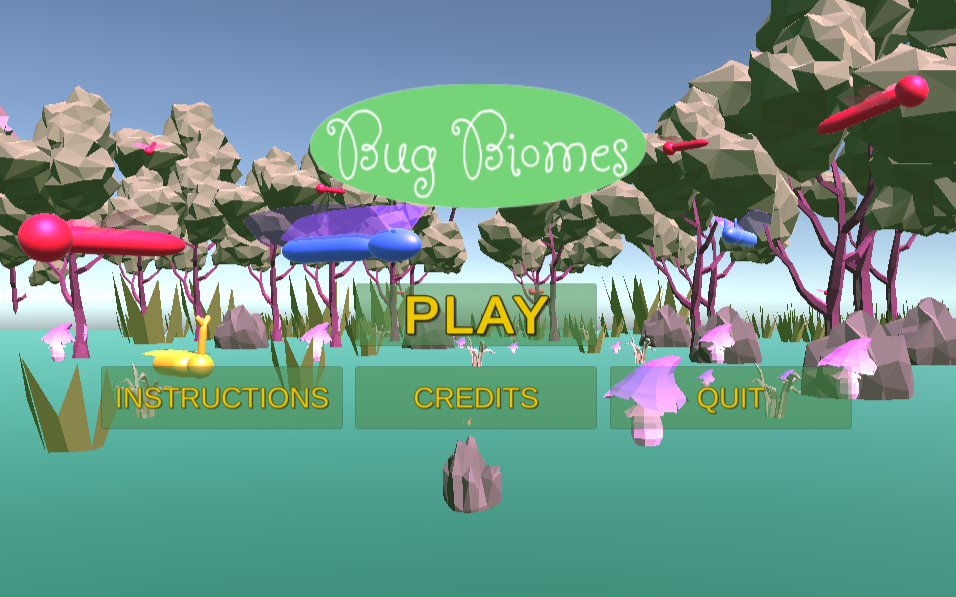 Bug Biomes
PLAY
INSTRUCTIONS
CREDITS
QUIT